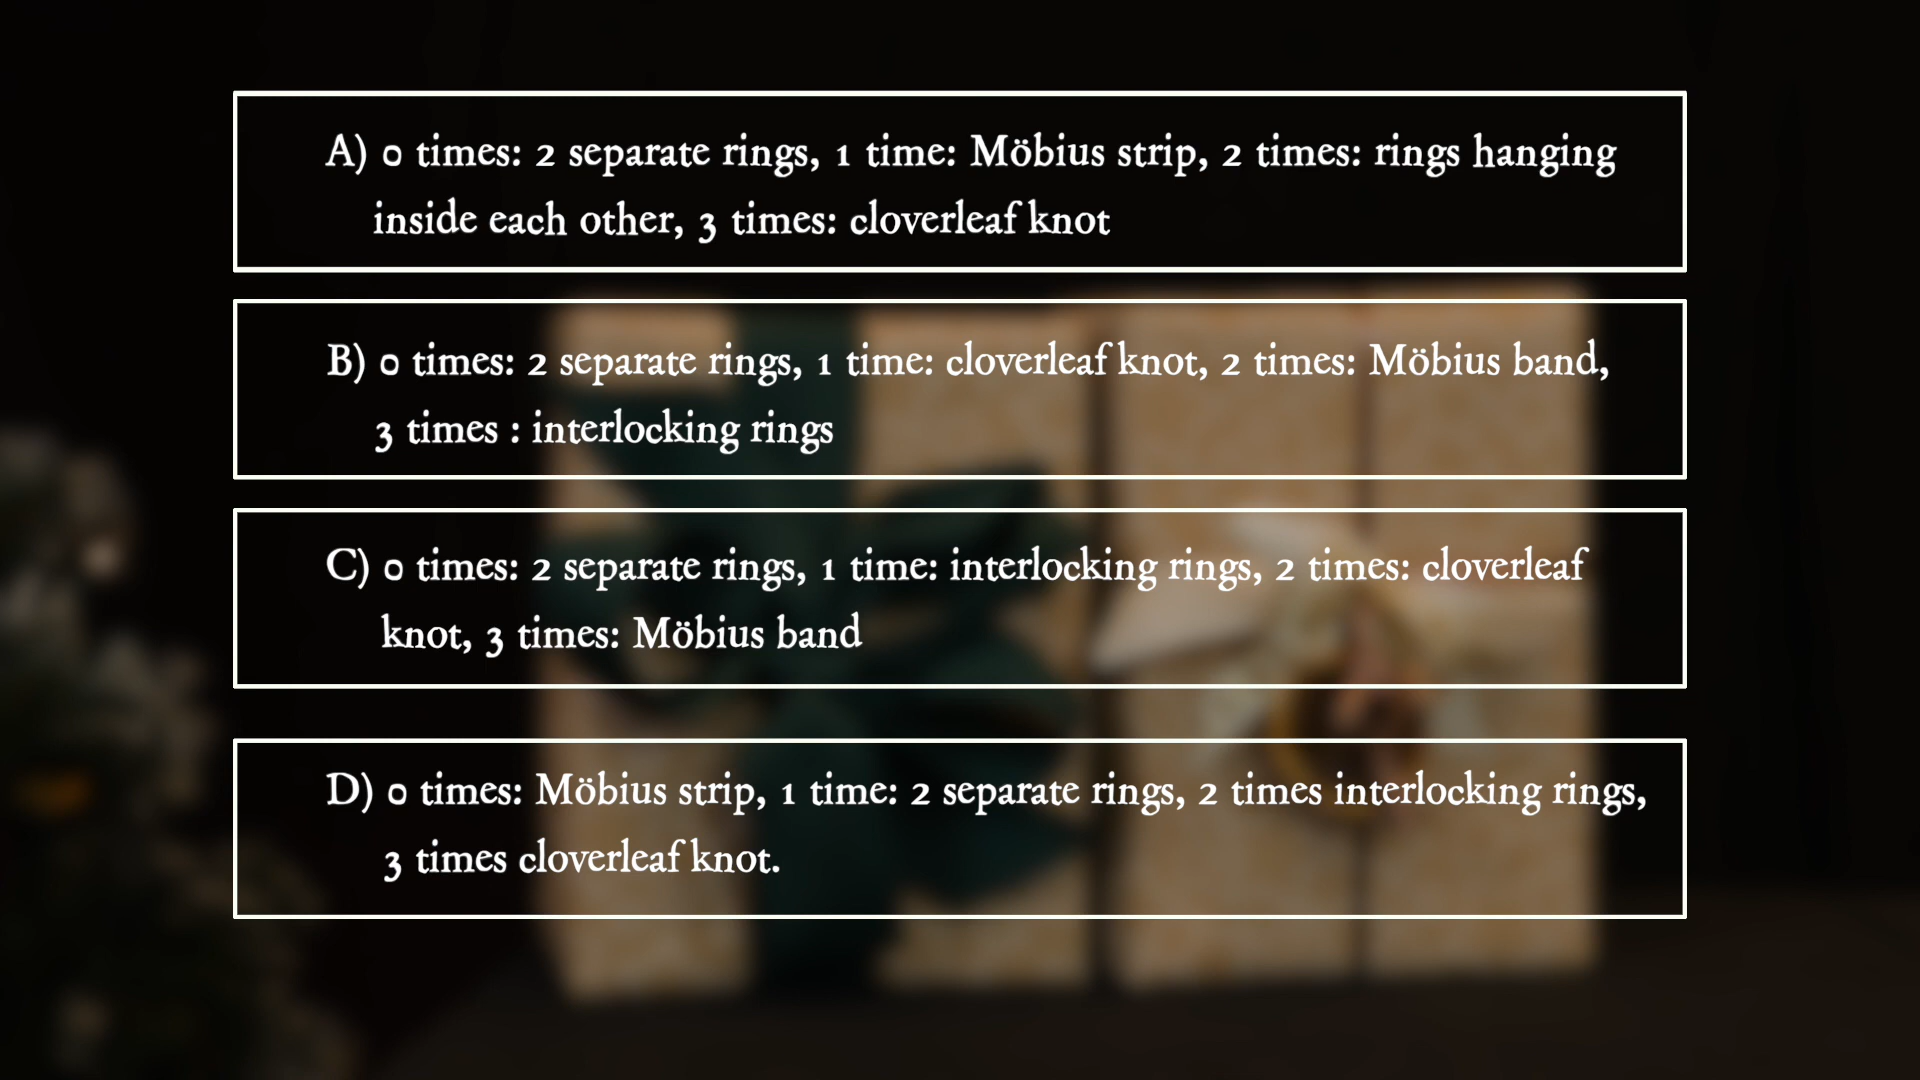 A) 0 times: 2 separate rings, 1 time: Möbius strip, 2 times: rings hanging
inside each other, 3 times: cloverleaf knot
B) 0 times: 2 separate rings, 1 time: cloverleaf knot, 2 times: Möbius band,
3 times : interlocking rings
C) 0 times: 2 separate rings, 1 time: interlocking rings, 2 times: cloverleaf
knot, 3 times: Möbius band
D) 0 times: Möbius strip, 1 time: 2 separate rings, 2 times interlocking rings,
3 times cloverleaf knot.